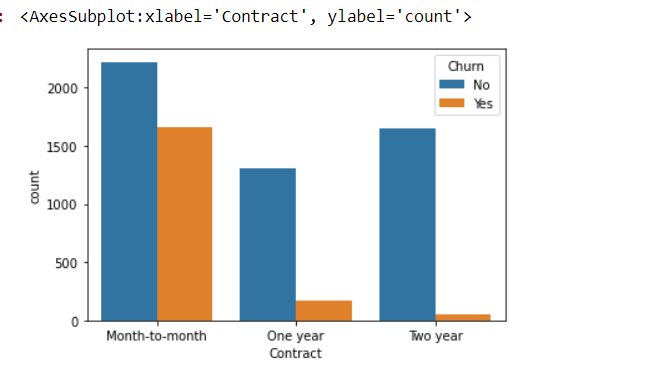 : <AxesSubplot:xlabel='Contract', ylabel='count'>
Churn
No
Yes
2000
1500
1000
500
0
count
Month-to-month
One year
Two year
Contract